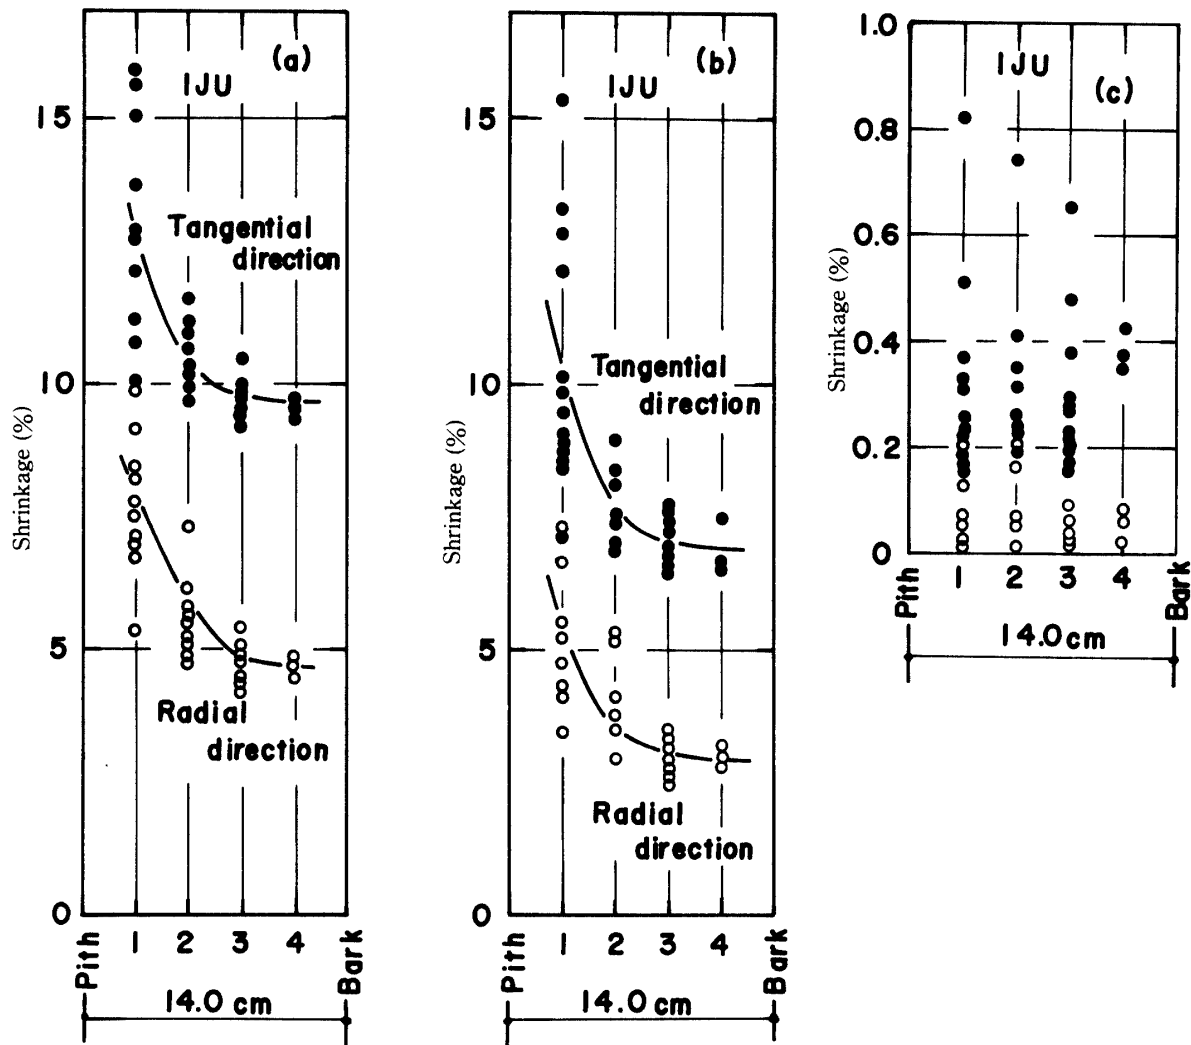 (a)
IJU
15
Tangential
direction
10
Shrinkage (%)
5
Radial
direction
0
Pith 1 2 3 4 Bark
14.0 cm
(b)
IJU
15
Tangential
direction
10
Shrinkage (%)
5
Radial
direction
0
Pith 1 2 3 4 Bark
14.0 cm
1.0
IJU
(c)
0.8
0.6
Shrinkage (%)
0.4
0.2
0
Pith 1 2 3 4 Bark
14.0 cm